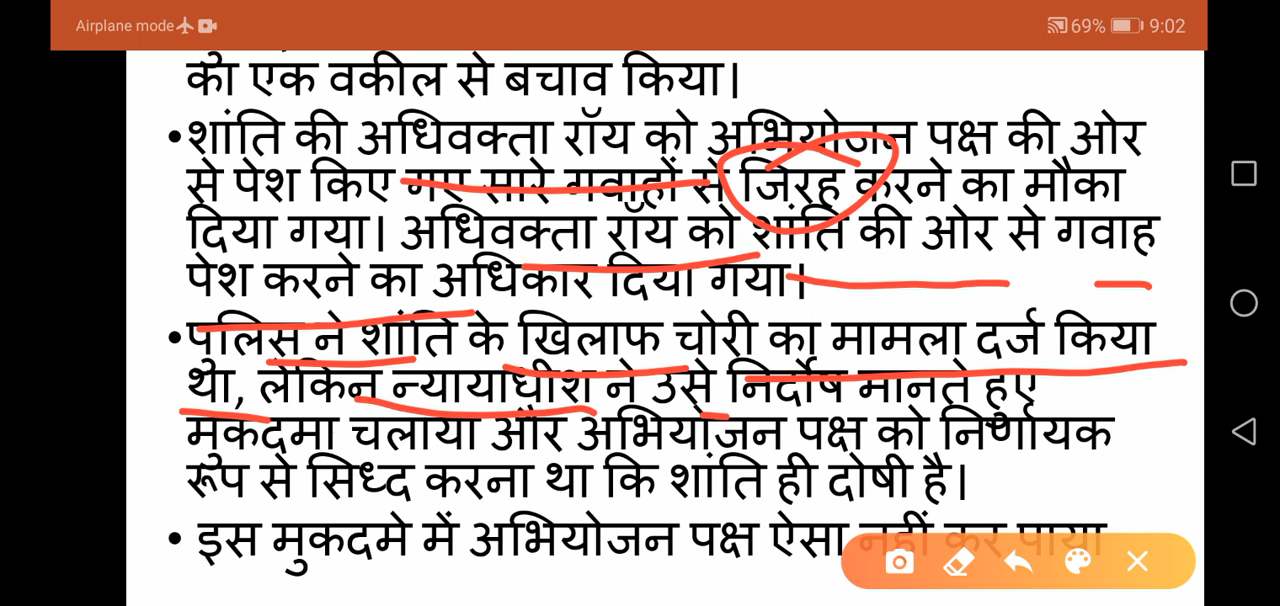 Airplane mode 69% 9:02
का एक वकील से बचाव किया।
•शांति की अधिवक्ता रॉय को अभियोजन पक्ष की ओर
से पेश किए गए सारे गवाहों से जिरह करने का मौका
दिया गया। अधिवक्ता रॉय को शांति की ओर से गवाह
पेश करने का अधिकार दिया गया।
•पुलिस ने शांति के खिलाफ चोरी का मामला दर्ज किया
था, लेकिन न्यायाधीश ने उसे निर्दोष मानते हुए
मुकदमा चलाया और अभियोजन पक्ष को निर्णायक
रूप से सिध्द करना था कि शांति ही दोषी है।
• इस मुकदमे में अभियोजन पक्ष ऐसा नहीं कर पाया